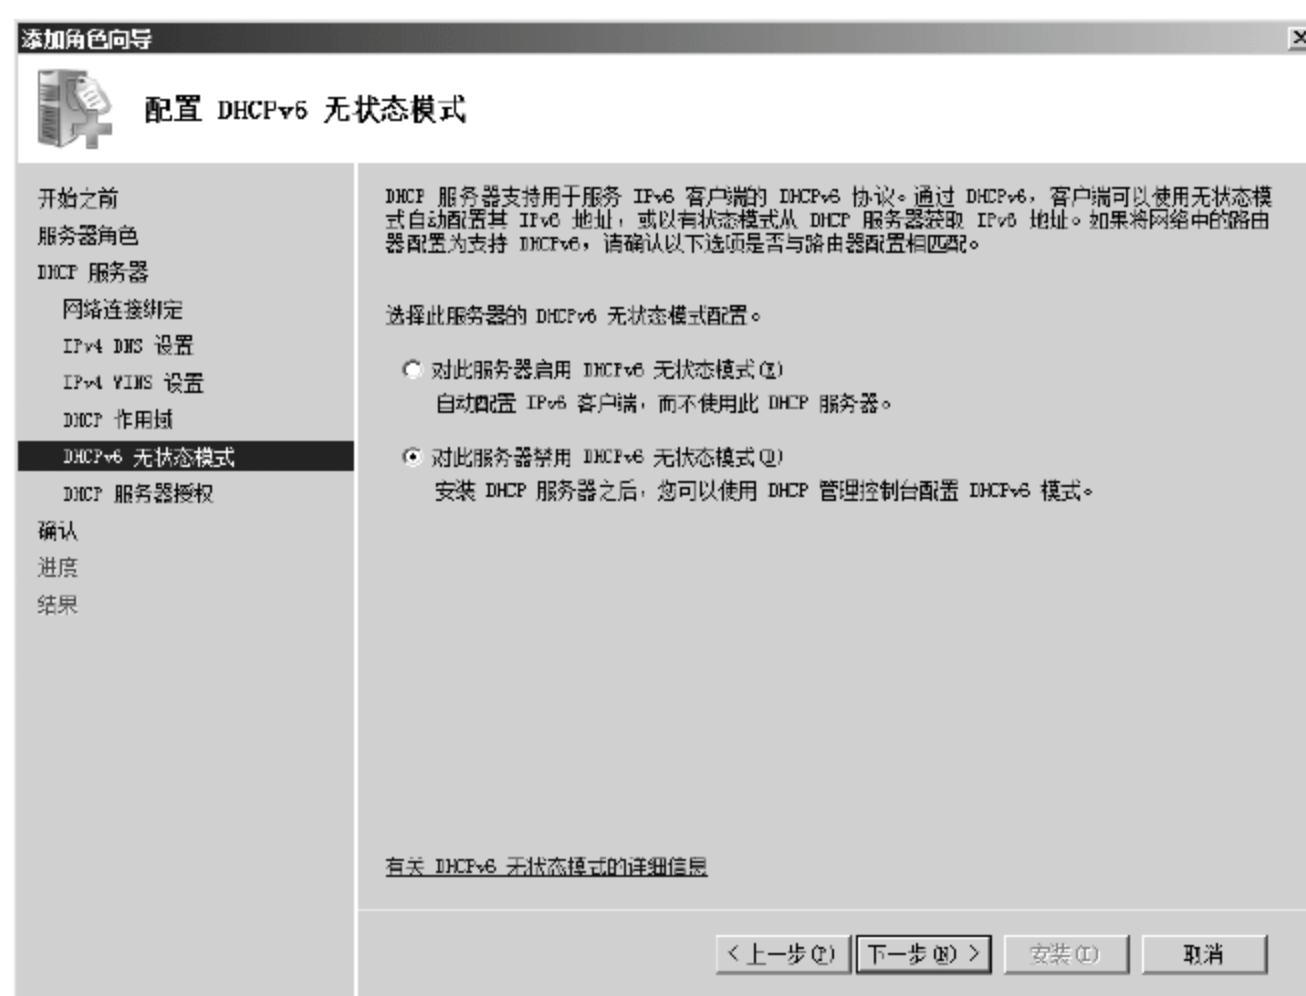 添加角色向导
配置 DHCPv6 无状态模式
开始之前
服务器角色
DHCP 服务器
网络连接绑定
IPv4 DNS 设置
IPv4 WINS 设置
DHCP 作用域
DHCPv6 无状态模式
DHCP 服务器授权
确认
进度
结果
DHCP 服务器支持用于服务 IPv6 客户端的 DHCPv6 协议。通过 DHCPv6，客户端可以使用无状态模
式自动配置其 IPv6 地址，或以有状态模式从 DHCP 服务器获取 IPv6 地址。如果将网络中的路由
器配置为支持 DHCPv6，请确认以下选项是否与路由器配置相匹配。
选择此服务器的 DHCPv6 无状态模式配置。
对此服务器启用 DHCPv6 无状态模式(E)
自动配置 IPv6 客户端，而不使用此 DHCP 服务器。
对此服务器禁用 DHCPv6 无状态模式(D)
安装 DHCP 服务器之后，您可以使用 DHCP 管理控制台配置 DHCPv6 模式。
有关 DHCPv6 无状态模式的详细信息
< 上一步(P) 下一步(N) > 安装(I) 取消